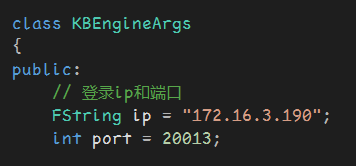 class KBEngineArgs
{
public:
// 登录ip和端口
FString ip = "172.16.3.190";
int port = 20013;